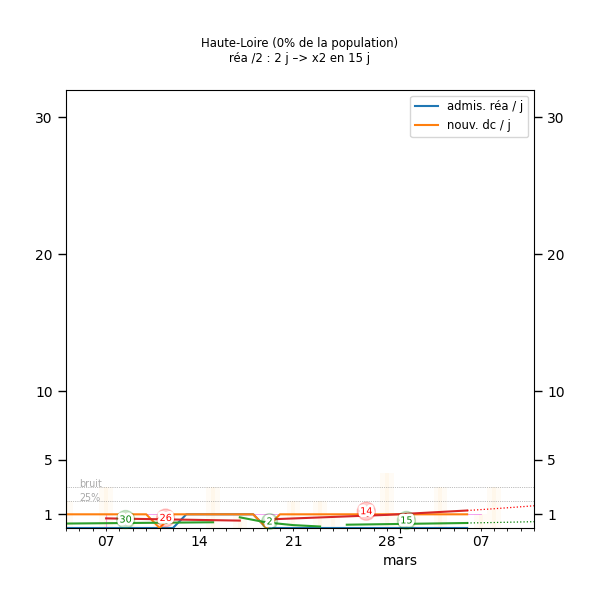 Haute-Loire (0% de la population)
réa /2 : 2 j –> x2 en 15 j
admis. réa / j
nouv. dc / j
30 30
20 20
10 10
5 5
bruit
25%
1 1
30 26 2 14 15
07 14 21 28 07
mars